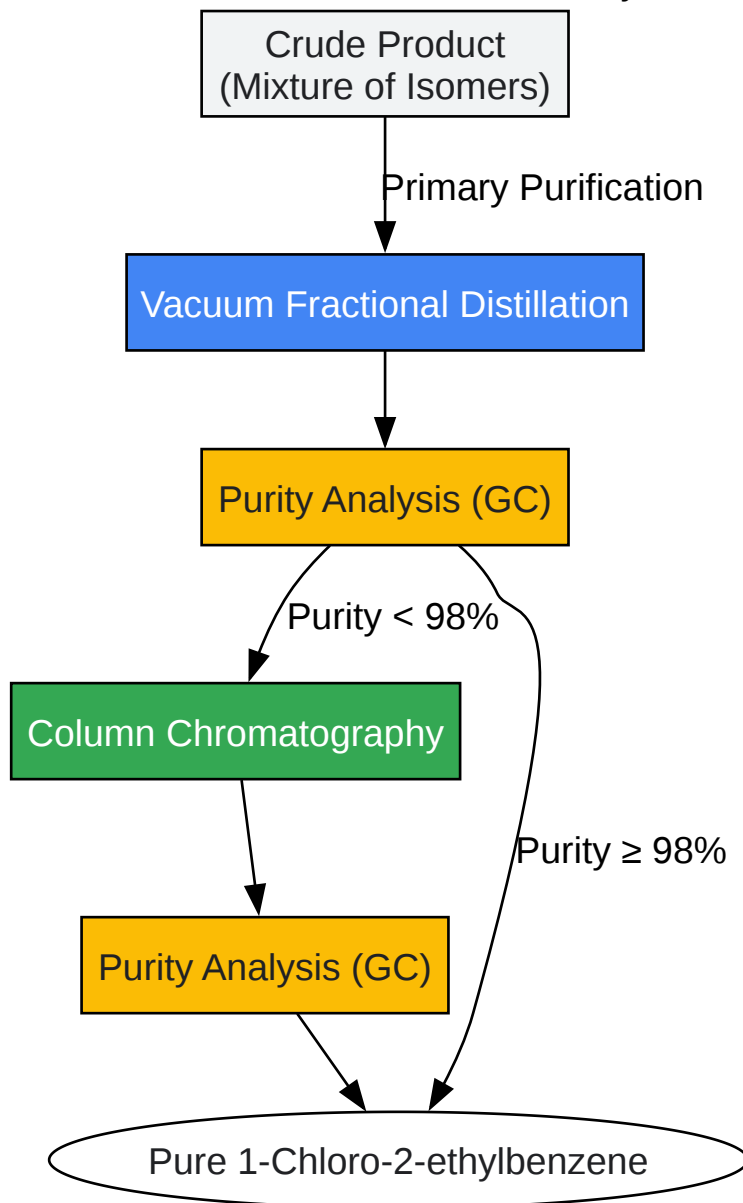 Crude Product
(Mixture of Isomers)
Primary Purification
Vacuum Fractional Distillation
Purity Analysis (GC)
Purity < 98%
Column Chromatography
Purity ≥ 98%
Purity Analysis (GC)
Pure 1-Chloro-2-ethylbenzene